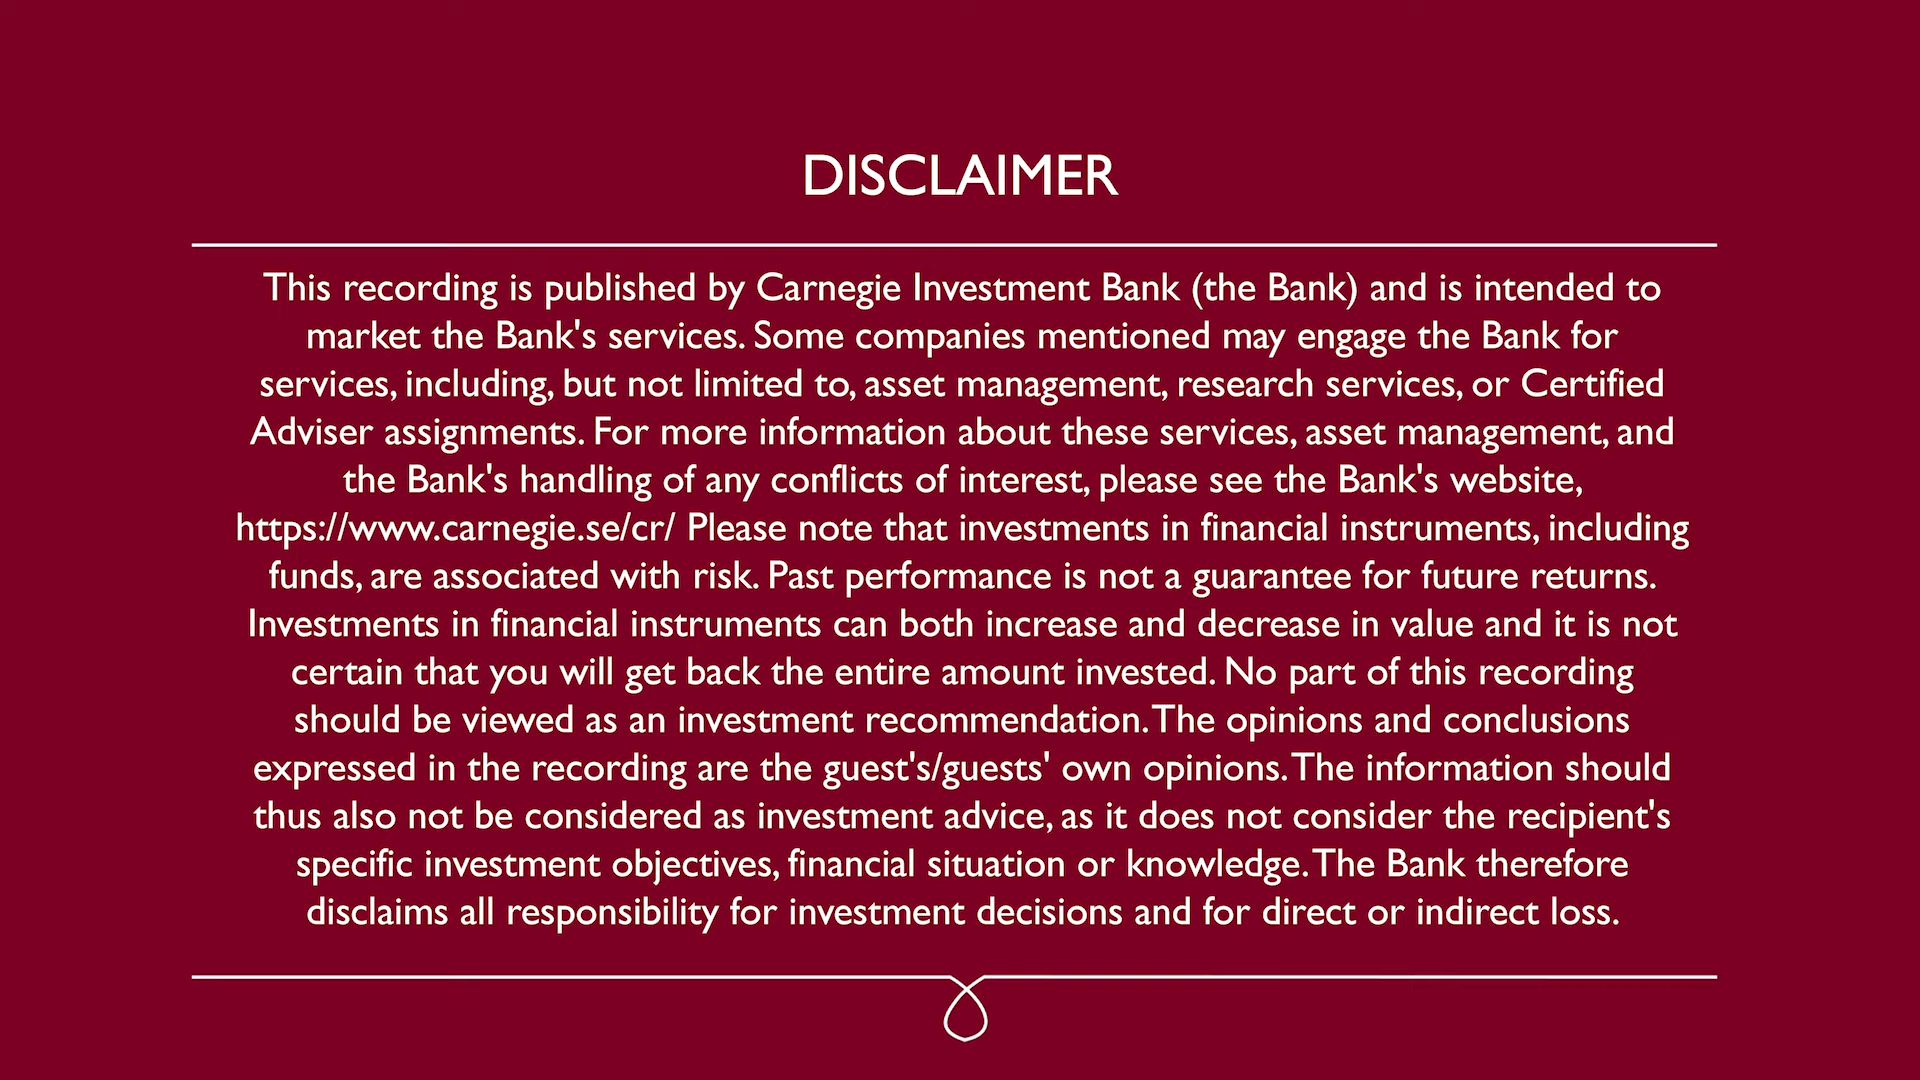 DISCLAIMER
This recording is published by Carnegie Investment Bank (the Bank) and is intended to
market the Bank's services. Some companies mentioned may engage the Bank for
services, including, but not limited to, asset management, research services, or Certified
Adviser assignments. For more information about these services, asset management, and
the Bank's handling of any conflicts of interest, please see the Bank's website,
https://www.carnegie.se/cr/ Please note that investments in financial instruments, including
funds, are associated with risk. Past performance is not a guarantee for future returns.
Investments in financial instruments can both increase and decrease in value and it is not
certain that you will get back the entire amount invested. No part of this recording
should be viewed as an investment recommendation. The opinions and conclusions
expressed in the recording are the guest's/guests' own opinions. The information should
thus also not be considered as investment advice, as it does not consider the recipient's
specific investment objectives, financial situation or knowledge. The Bank therefore
disclaims all responsibility for investment decisions and for direct or indirect loss.